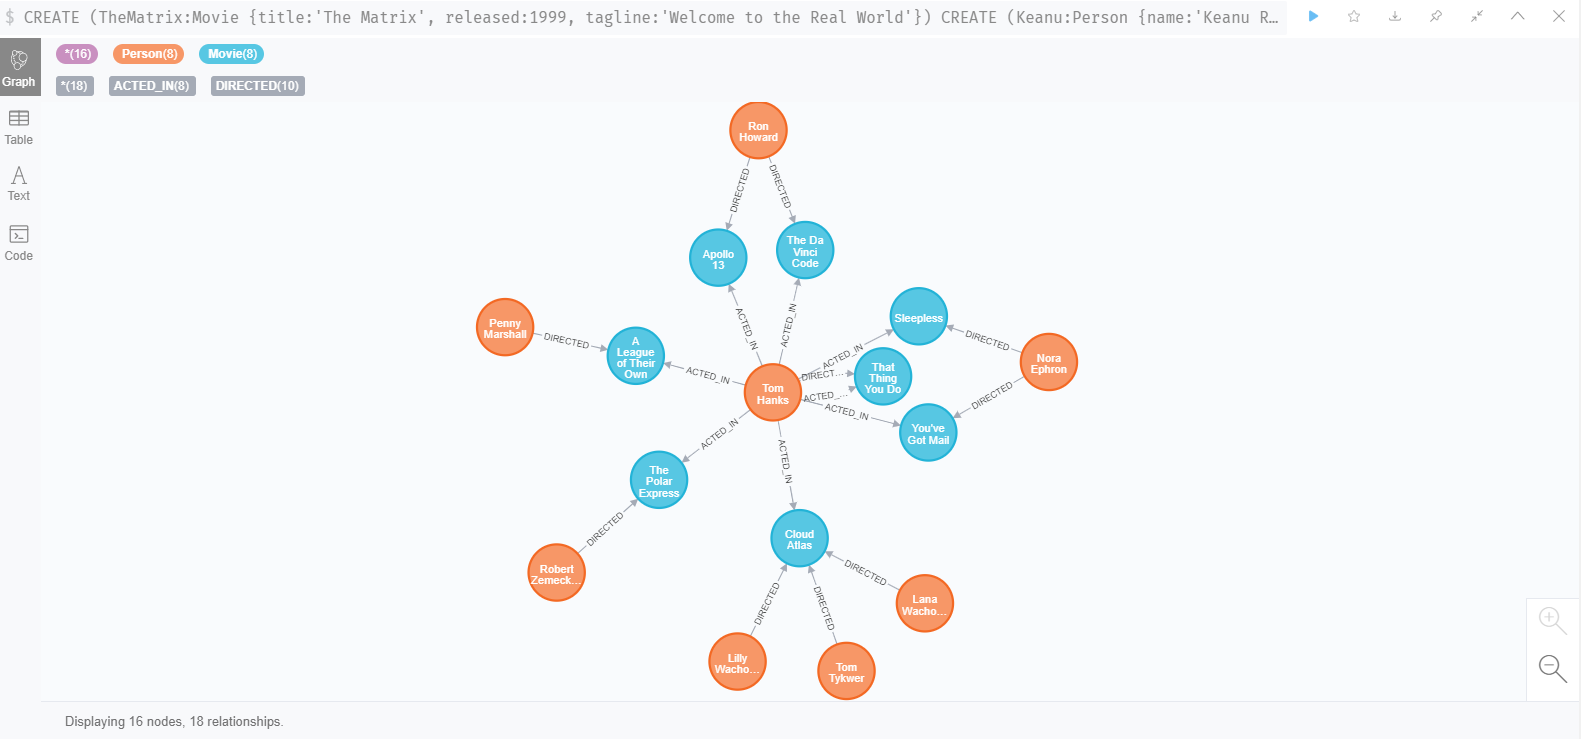 $ CREATE (TheMatrix:Movie {title:'The Matrix', released:1999, tagline:'Welcome to the Real World'}) CREATE (Keanu:Person {name:'Keanu R…
*(16) Person(8) Movie(8)
*(18) ACTED_IN(8) DIRECTED(10)
Graph
Table
Text
Code
Ron
Howard
DIRECTED
DIRECTED
Apollo
13
The Da
Vinci
Code
ACTED_IN
ACTED_IN
Penny
Marshall
DIRECTED
A
League
of Their
Own
ACTED_IN
Sleepless
DIRECTED
Nora
Ephron
ACTED_IN
DIRECT…
That
Thing
You Do
ACTED_…
Tom
Hanks
ACTED_IN
DIRECTED
You've
Got Mail
ACTED_IN
The
Polar
Express
ACTED_IN
DIRECTED
Robert
Zemeck…
Cloud
Atlas
DIRECTED
DIRECTED
DIRECTED
Lana
Wacho…
Lilly
Wacho…
Tom
Tykwer
Displaying 16 nodes, 18 relationships.